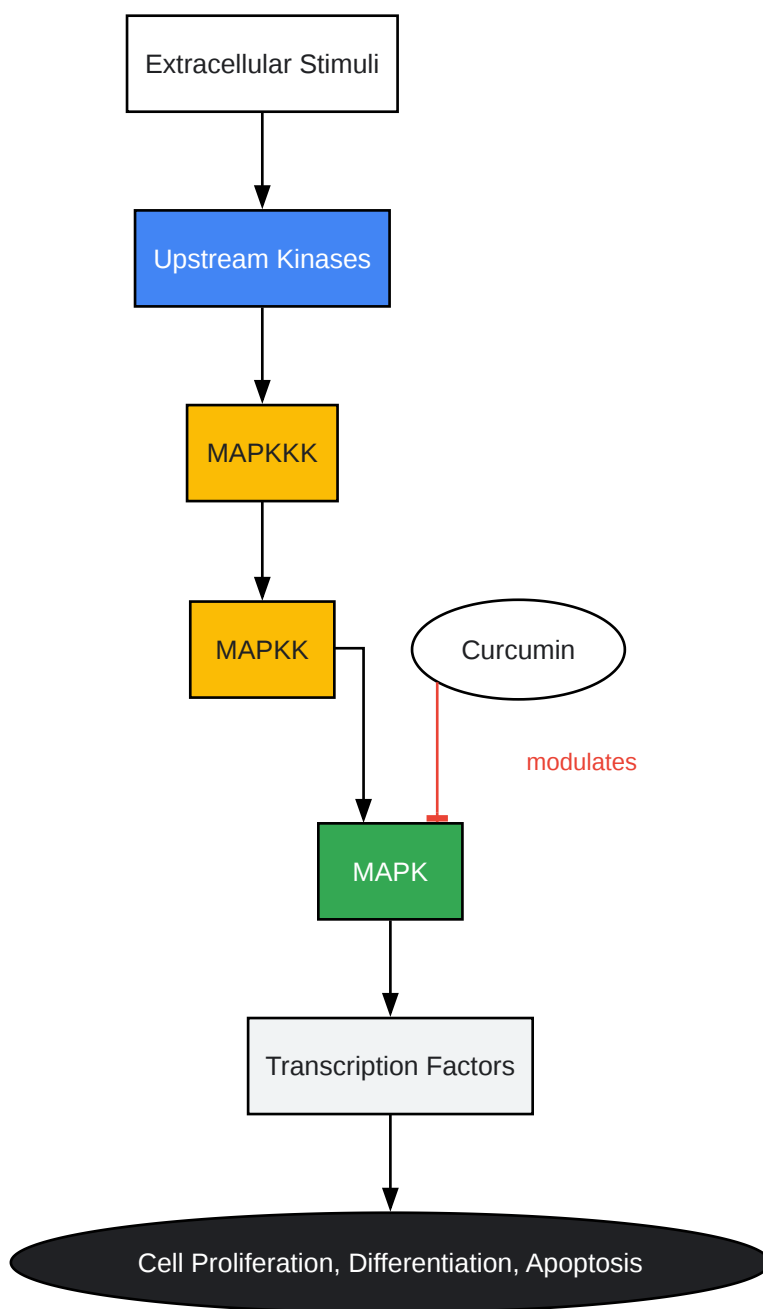 Extracellular Stimuli
Upstream Kinases
MAPKKK
MAPKK
Curcumin
modulates
MAPK
Transcription Factors
Cell Proliferation, Differentiation, Apoptosis